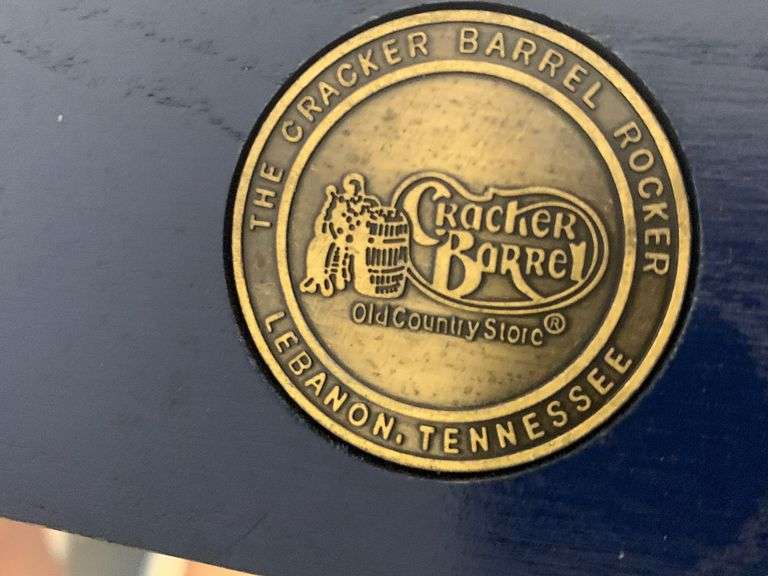 THE CRACKER BARREL ROCKER
Cracker
Barrel
Old Country Store®
LEBANON, TENNESSEE